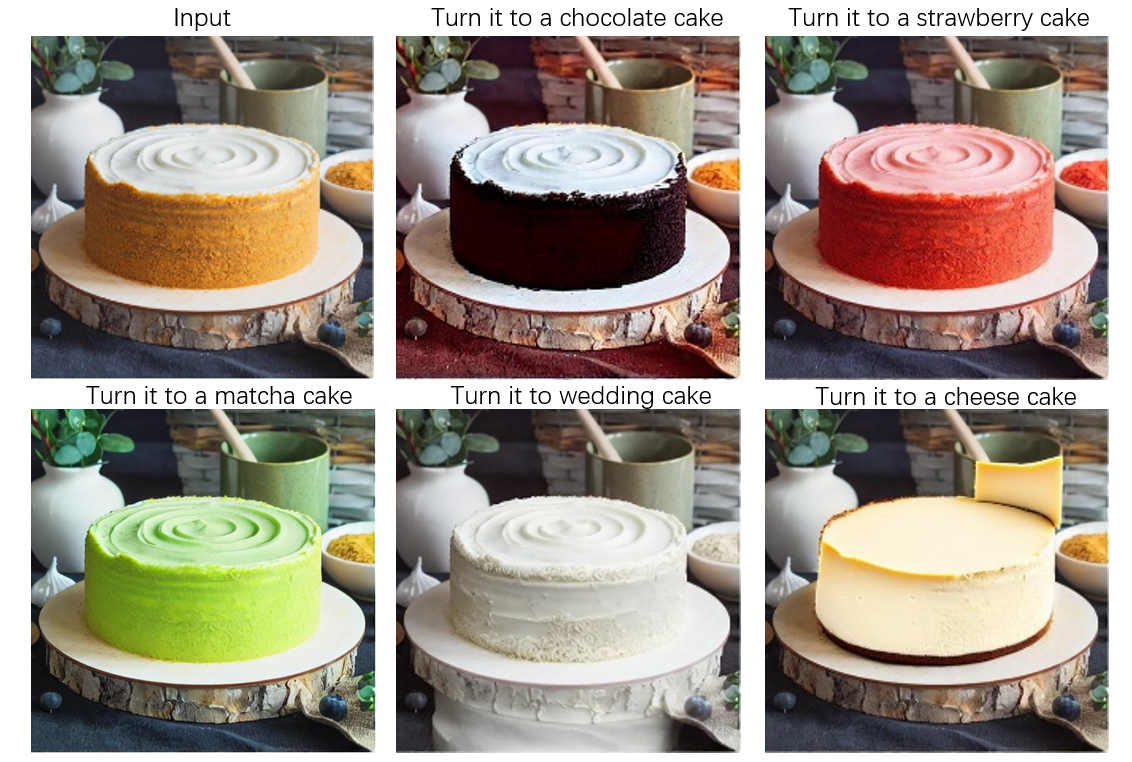 Input
Turn it to a chocolate cake
Turn it to a strawberry cake
Turn it to a matcha cake
Turn it to wedding cake
Turn it to a cheese cake